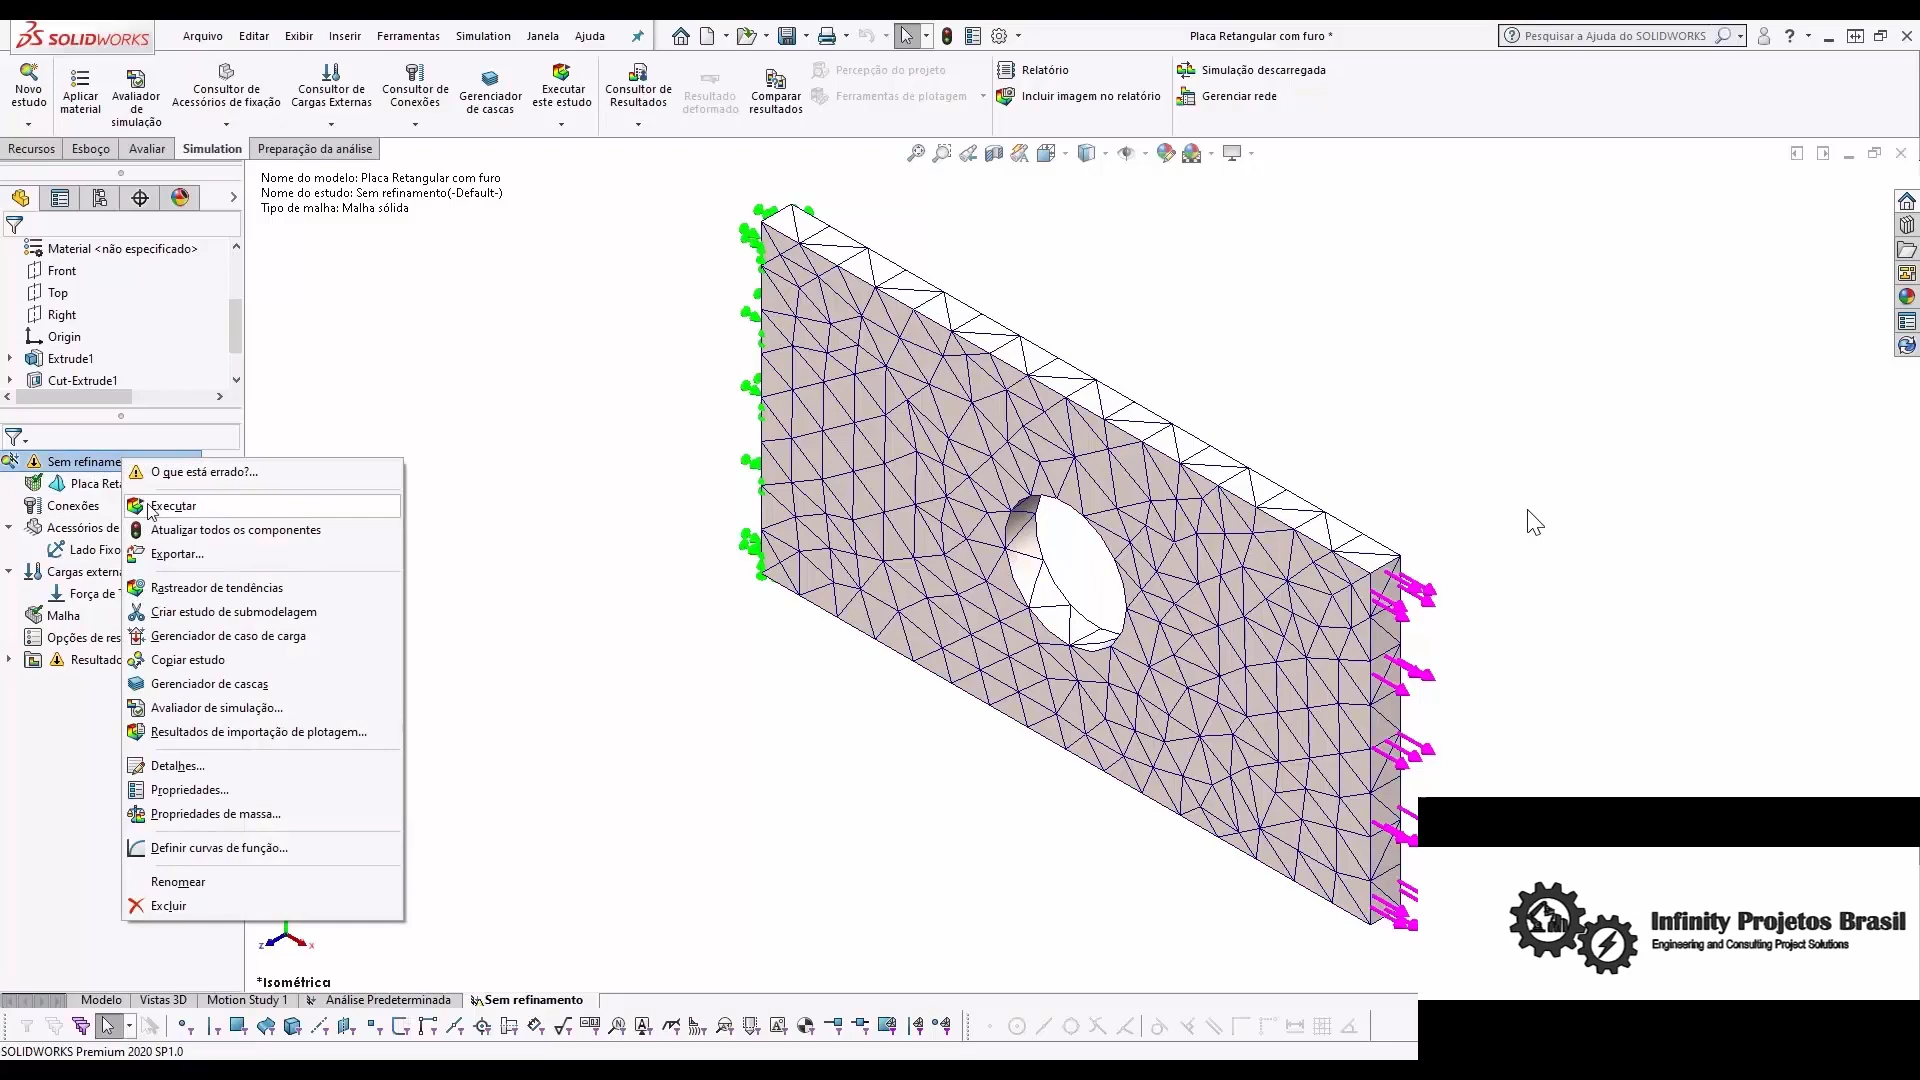 SOLIDWORKS
Arquivo Editar Exibir Inserir Ferramentas Simulation Janela Ajuda
Placa Retangular com furo *
Pesquisar a Ajuda do SOLIDWORKS
Novo estudo
Aplicar material
Avaliador de simulação
Consultor de Acessórios de fixação
Consultor de Cargas Externas
Consultor de Conexões
Gerenciador de cascas
Executar este estudo
Consultor de Resultados
Resultado deformado
Comparar resultados
Percepção do projeto
Ferramentas de plotagem
Relatório
Incluir imagem no relatório
Simulação descarregada
Gerenciar rede
Recursos Esboço Avaliar Simulation Preparação da análise
Nome do modelo: Placa Retangular com furo
Nome do estudo: Sem refinamento(-Default-)
Tipo de malha: Malha sólida
Material <não especificado>
Front
Top
Right
Origin
Extrude1
Cut-Extrude1
Sem refiname
Placa Reta
Conexões
Acessórios de
Lado Fixo
Cargas externa
Força de
Malha
Opções de res
Resultado
O que está errado?...
Executar
Atualizar todos os componentes
Exportar...
Rastreador de tendências
Criar estudo de submodelagem
Gerenciador de caso de carga
Copiar estudo
Gerenciador de cascas
Avaliador de simulação...
Resultados de importação de plotagem...
Detalhes...
Propriedades...
Propriedades de massa...
Definir curvas de função...
Renomear
Excluir
z x
*Isométrica
Modelo Vistas 3D Motion Study 1 Análise Predeterminada Sem refinamento
SOLIDWORKS Premium 2020 SP1.0
Infinity Projetos Brasil
Engineering and Consulting Project Solutions